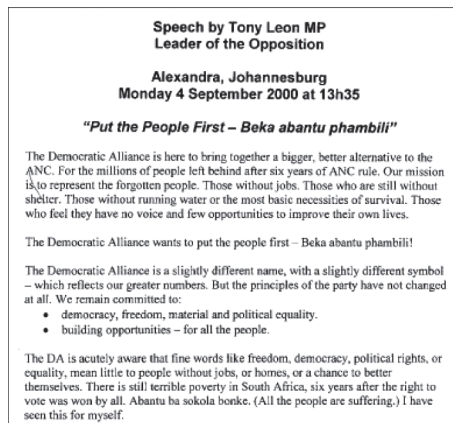 Speech by Tony Leon MP
Leader of the Opposition
Alexandra, Johannesburg
Monday 4 September 2000 at 13h35
"Put the People First – Beka abantu phambili"
The Democratic Alliance is here to bring together a bigger, better alternative to the
ANC. For the millions of people left behind after six years of ANC rule. Our mission
is to represent the forgotten people. Those without jobs. Those who are still without
shelter. Those without running water or the most basic necessities of survival. Those
who feel they have no voice and few opportunities to improve their own lives.
The Democratic Alliance wants to put the people first – Beka abantu phambili!
The Democratic Alliance is a slightly different name, with a slightly different symbol
– which reflects our greater numbers. But the principles of the party have not changed
at all. We remain committed to:
• democracy, freedom, material and political equality.
• building opportunities – for all the people.
The DA is acutely aware that fine words like freedom, democracy, political rights, or
equality, mean little to people without jobs, or homes, or a chance to better
themselves. There is still terrible poverty in South Africa, six years after the right to
vote was won by all. Abantu ba sokola bonke. (All the people are suffering.) I have
seen this for myself.